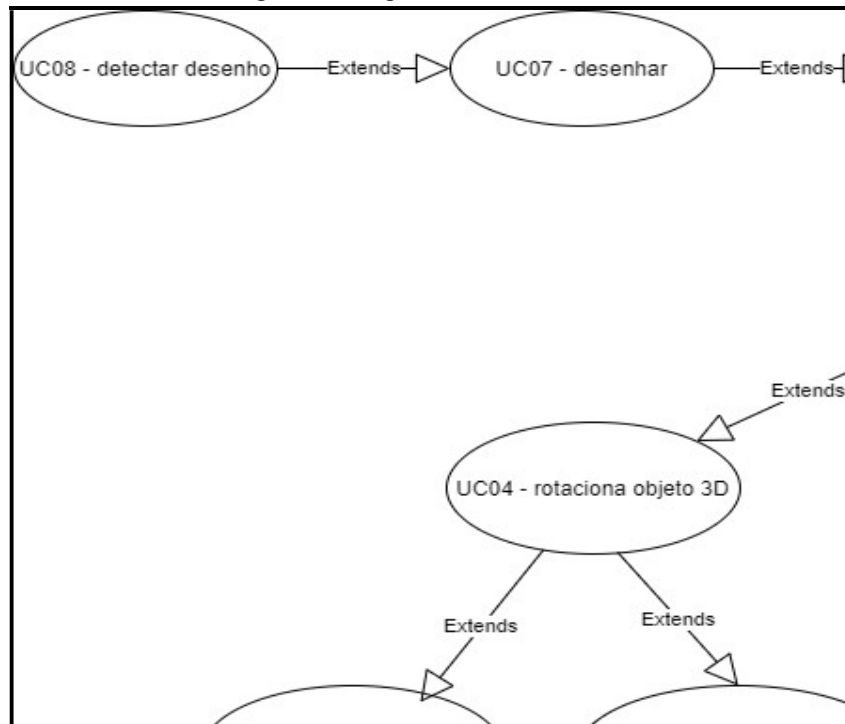 UC08 - detectar desenho
Extends
UC07 - desenhar
Extends
Extends
UC04 - rotaciona objeto 3D
Extends
Extends